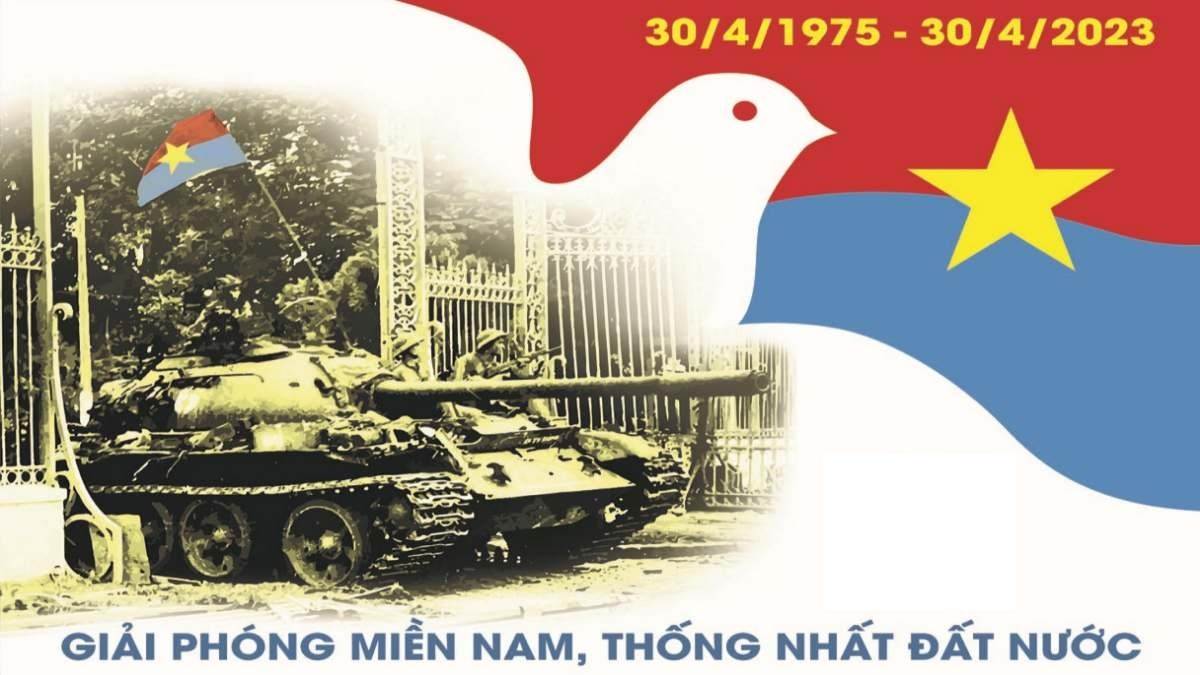 30/4/1975 - 30/4/2023
GIẢI PHÓNG MIỀN NAM, THỐNG NHẤT ĐẤT NƯỚC